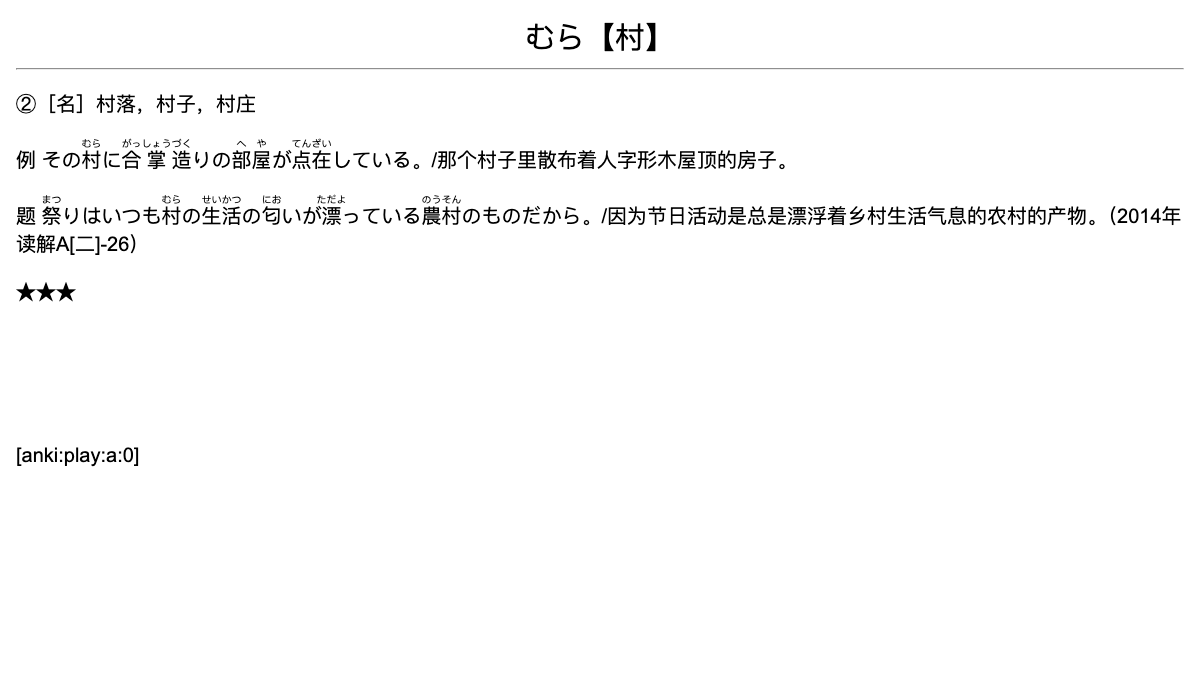 むら【村】
②［名］村落，村子，村庄
むら がっしょうづく へや てんざい
例 その村に合掌造りの部屋が点在している。/那个村子里散布着人字形木屋顶的房子。
まつ むら せいかつ にお ただよ のうそん
题 祭りはいつも村の生活の匂いが漂っている農村のものだから。/因为节日活动是总是漂浮着乡村生活气息的农村的产物。（2014年
读解A[二]-26）
★★★
[anki:play:a:0]